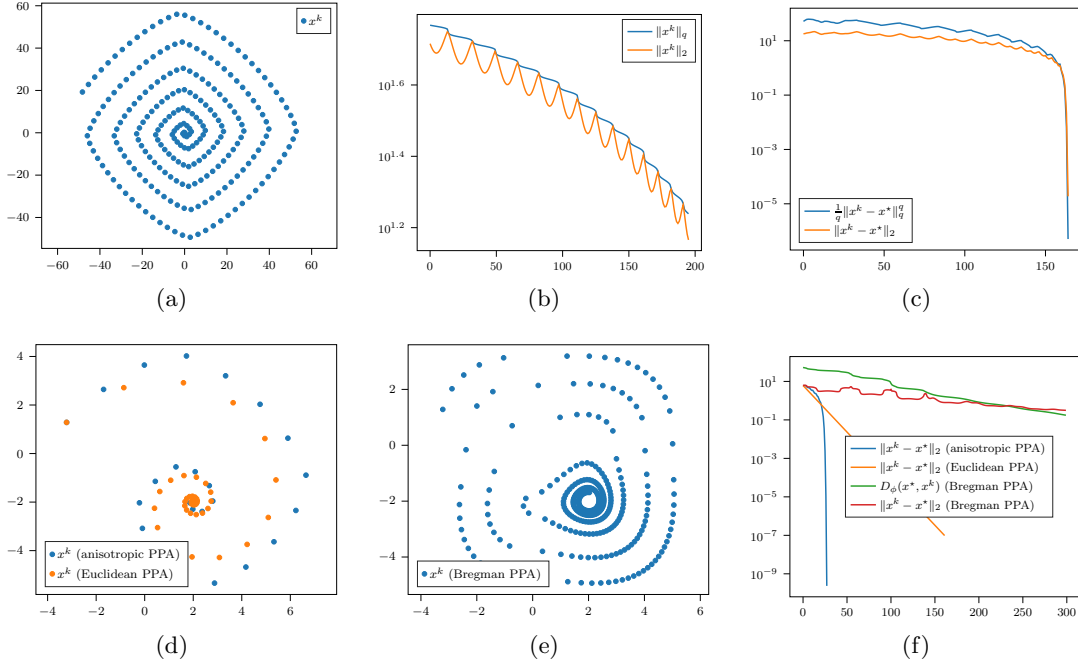 60
40
20
0
−20
−40
−60 −40 −20 0 20 40 60
x^k
(a)
10^{1.6}
10^{1.4}
10^{1.2}
0 50 100 150 200
‖x^k‖_q
‖x^k‖_2
(b)
10^1
10^{−1}
10^{−3}
10^{−5}
0 50 100 150
\frac{1}{q}‖x^k − x^⋆‖_q^q
‖x^k − x^⋆‖_2
(c)
4
2
0
−2
−4
−4 −2 0 2 4 6
x^k (anisotropic PPA)
x^k (Euclidean PPA)
(d)
2
0
−2
−4
−4 −2 0 2 4 6
x^k (Bregman PPA)
(e)
10^1
10^{−1}
10^{−3}
10^{−5}
10^{−7}
10^{−9}
0 50 100 150 200 250 300
‖x^k − x^⋆‖_2 (anisotropic PPA)
‖x^k − x^⋆‖_2 (Euclidean PPA)
D_ϕ(x^⋆, x^k) (Bregman PPA)
‖x^k − x^⋆‖_2 (Bregman PPA)
(f)